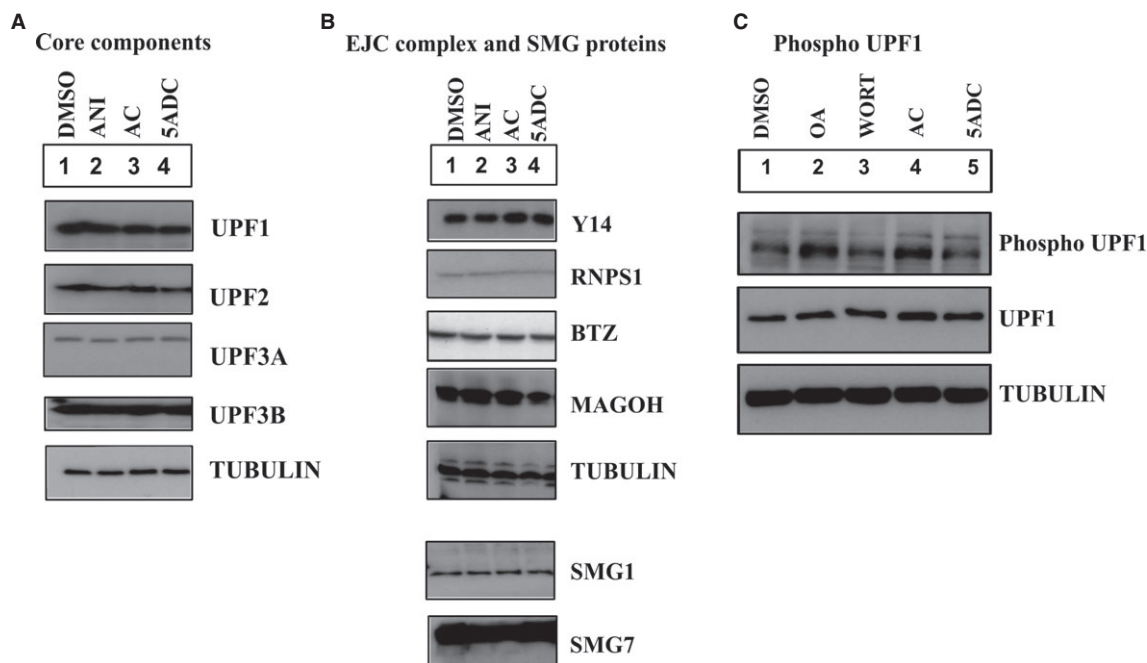 A
Core components
DMSO
ANI
AC
5ADC
1 2 3 4
UPF1
UPF2
UPF3A
UPF3B
TUBULIN
B
EJC complex and SMG proteins
DMSO
ANI
AC
5ADC
1 2 3 4
Y14
RNPS1
BTZ
MAGOH
TUBULIN
SMG1
SMG7
C
Phospho UPF1
DMSO
OA
WORT
AC
5ADC
1 2 3 4 5
Phospho UPF1
UPF1
TUBULIN